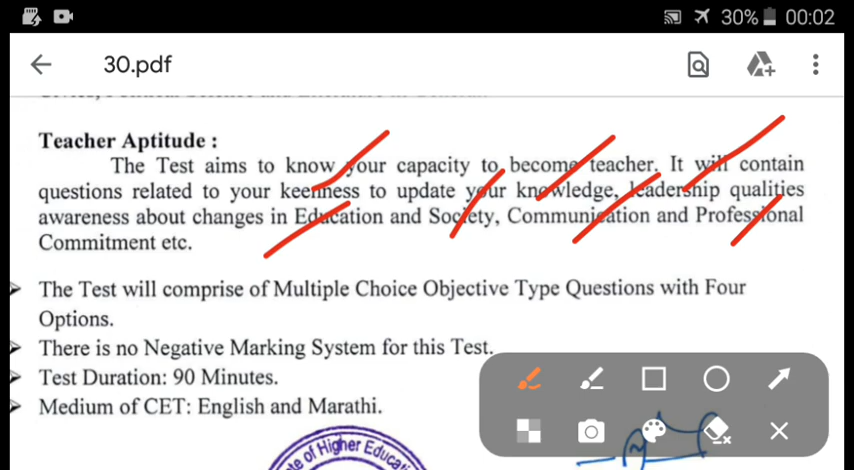 30% 00:02
30.pdf
Teacher Aptitude :
The Test aims to know your capacity to become teacher. It will contain
questions related to your keenness to update your knowledge, leadership qualities
awareness about changes in Education and Society, Communication and Professional
Commitment etc.
The Test will comprise of Multiple Choice Objective Type Questions with Four
Options.
There is no Negative Marking System for this Test.
Test Duration: 90 Minutes.
Medium of CET: English and Marathi.
of Higher Educa